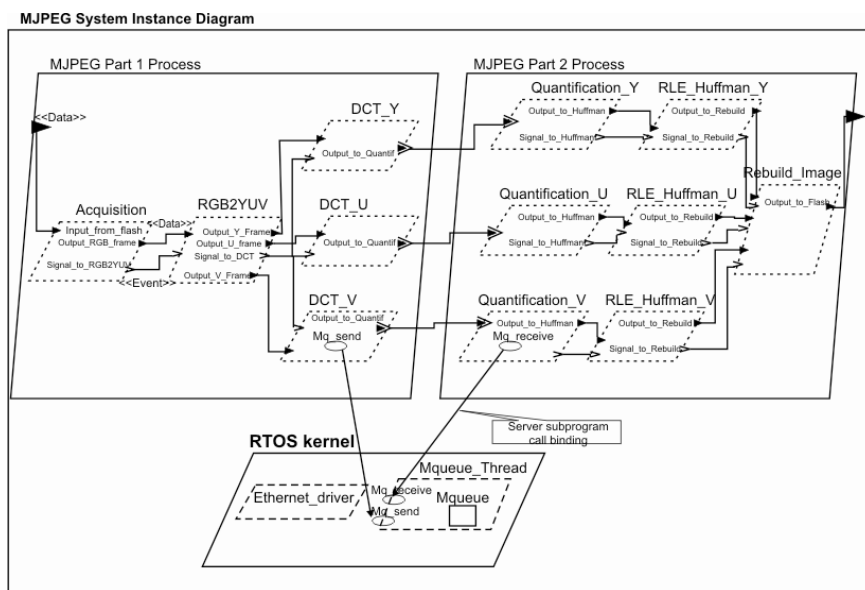 MJPEG System Instance Diagram
MJPEG Part 1 Process
MJPEG Part 2 Process
<<Data>>
DCT_Y
Output_to_Quantif
Quantification_Y
Output_to_Huffman
Signal_to_Huffman
RLE_Huffman_Y
Output_to_Rebuild
Signal_to_Rebuild
Rebuild_Image
Output_to_Flash
Acquisition
Input_from_flash
Output_RGB_frame
Signal_to_RGB2YUV
<<Data>>
<<Event>>
RGB2YUV
Output_Y_Frame
Output_U_frame
Signal_to_DCT
Output_V_Frame
DCT_U
Output_to_Quantif
Quantification_U
Output_to_Huffman
Signal_to_Huffman
RLE_Huffman_U
Output_to_Rebuild
Signal_to_Rebuild
DCT_V
Output_to_Quantif
Mq_send
Quantification_V
Output_to_Huffman
Mq_receive
RLE_Huffman_V
Output_to_Rebuild
Signal_to_Rebuild
Server subprogram
call binding
RTOS kernel
Ethernet_driver
Mqueue_Thread
Mq_receive
Mq_send
Mqueue